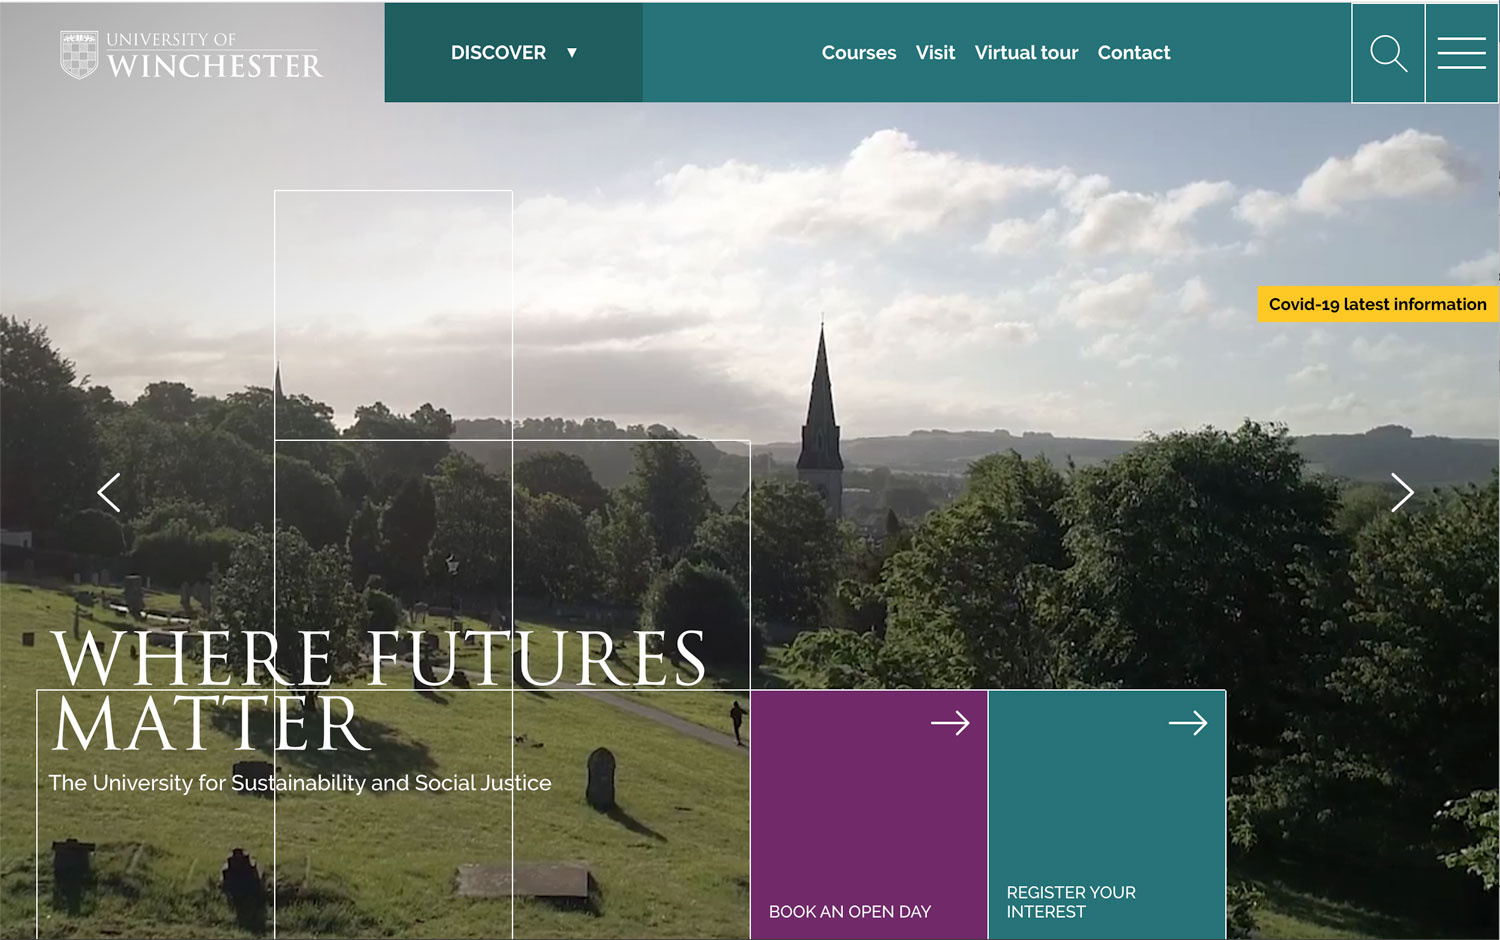 UNIVERSITY OF
WINCHESTER
DISCOVER ▼
Courses Visit Virtual tour Contact
Covid-19 latest information
WHERE FUTURES
MATTER
The University for Sustainability and Social Justice
BOOK AN OPEN DAY
REGISTER YOUR
INTEREST